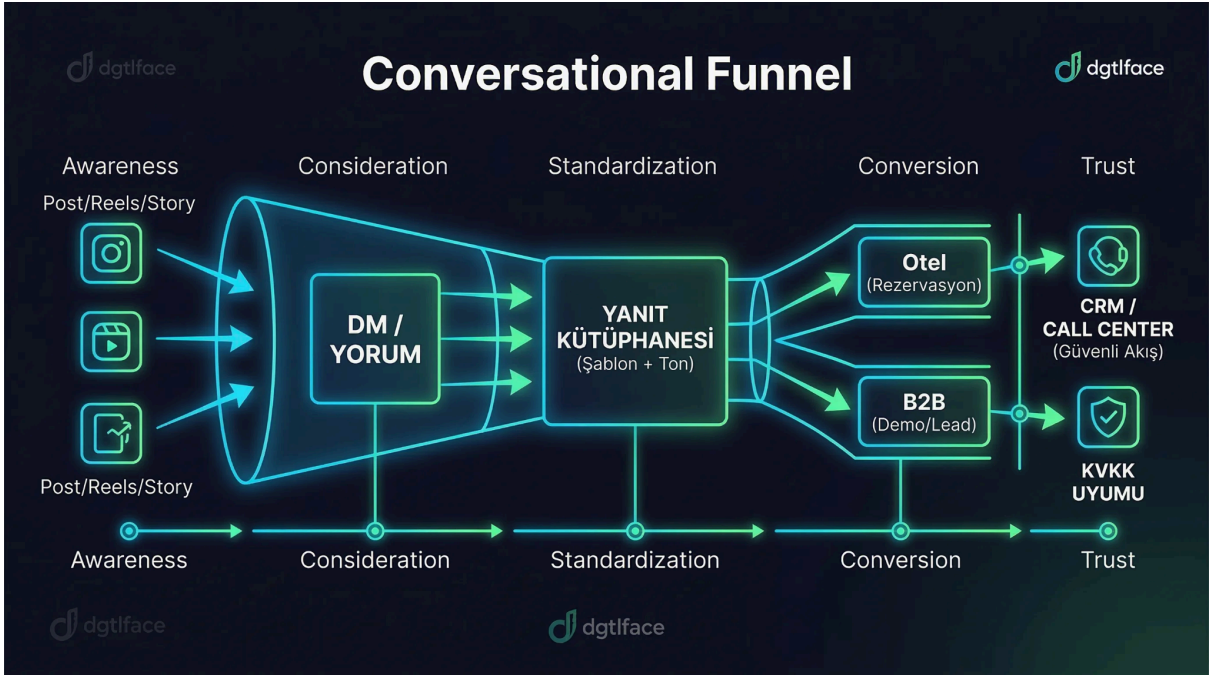 dgtlface
Conversational Funnel
dgtlface
Awareness
Consideration
Standardization
Conversion
Trust
Post/Reels/Story
DM /
YORUM
YANIT
KÜTÜPHANESİ
(Şablon + Ton)
Otel
(Rezervasyon)
B2B
(Demo/Lead)
CRM /
CALL CENTER
(Güvenli Akış)
KVKK
UYUMU
Post/Reels/Story
Awareness
Consideration
Standardization
Conversion
Trust
dgtlface
dgtlface